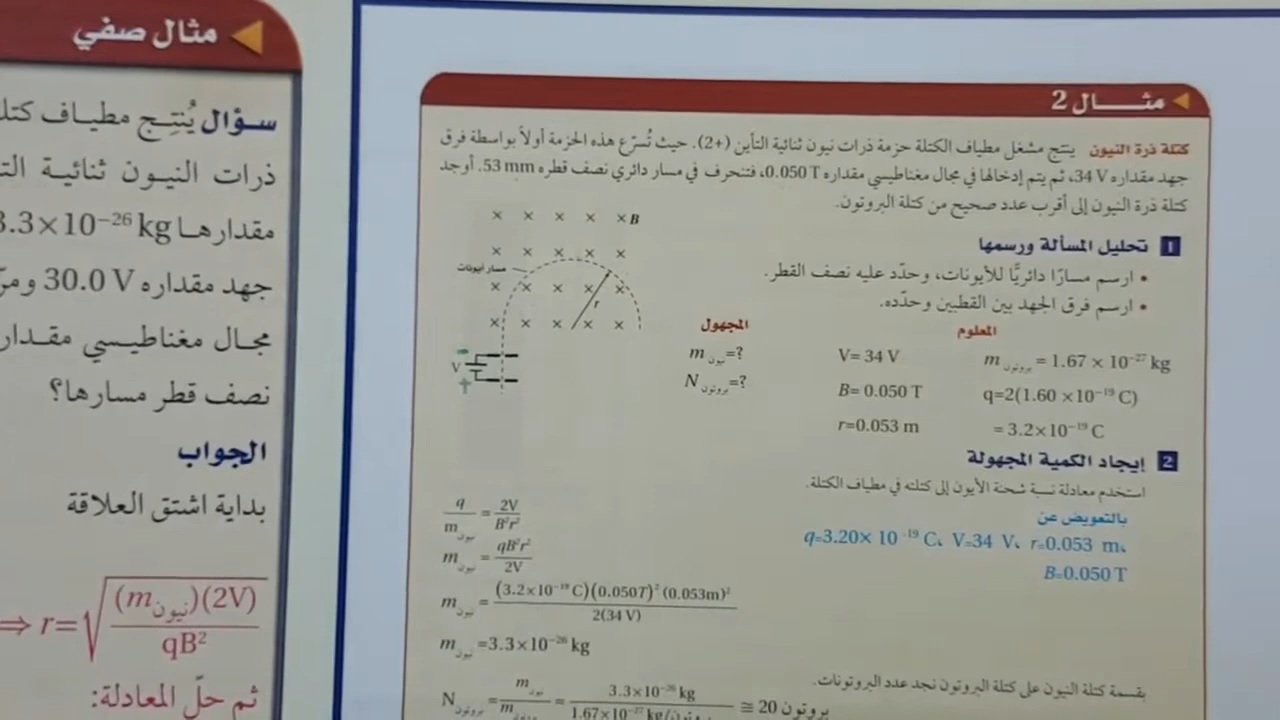 مثال صفي
سؤال يُنتِج مطياف كتلة
ذرات النيون ثنائية
مقدارها 3.3×10⁻²⁶ kg
جهد مقداره 30.0 V
مجال مغناطيسي
نصف قطر مسارها؟
الجواب
بداية اشتق العلاقة
⇒ r=√((m نيون)(2V)/qB²)
ثم حلّ المعادلة:
مثال 2
كتلة ذرة النيون ينتج مشغل مطياف الكتلة حزمة ذرات نيون ثنائية التأين (+2). حيث تُسرّع هذه الحزمة أولاً بواسطة فرق
جهد مقداره 34 V، ثم يتم إدخالها في مجال مغناطيسي مقداره 0.050 T، فتنحرف في مسار دائري نصف قطره 53 mm. أوجد
كتلة ذرة النيون إلى أقرب عدد صحيح من كتلة البروتون.
1 تحليل المسألة ورسمها
• ارسم مسارًا دائريًّا للأيونات، وحدّد عليه نصف القطر.
• ارسم فرق الجهد بين القطبين وحدّده.
B
مسار أيونات
r
V
المعلوم
m بروتون = 1.67 × 10⁻²⁷ kg
q=2(1.60 ×10⁻¹⁹ C)
= 3.2×10⁻¹⁹ C
V= 34 V
B= 0.050 T
r=0.053 m
المجهول
m نيون =?
N بروتون =?
2 إيجاد الكمية المجهولة
استخدم معادلة نسبة شحنة الأيون إلى كتلته في مطياف الكتلة.
بالتعويض عن
q=3.20× 10⁻¹⁹ C، V=34 V، r=0.053 m،
B=0.050 T
q/m نيون = 2V/B²r²
m نيون = qB²r²/2V
m نيون = (3.2×10⁻¹⁹ C)(0.050T)² (0.053m)²/2(34 V)
m نيون =3.3×10⁻²⁶ kg
بقسمة كتلة النيون على كتلة البروتون نجد عدد البروتونات.
N بروتون = m نيون/m بروتون = 3.3×10⁻²⁶ kg/1.67×10⁻²⁷ kg/بروتون ≅ 20 بروتون